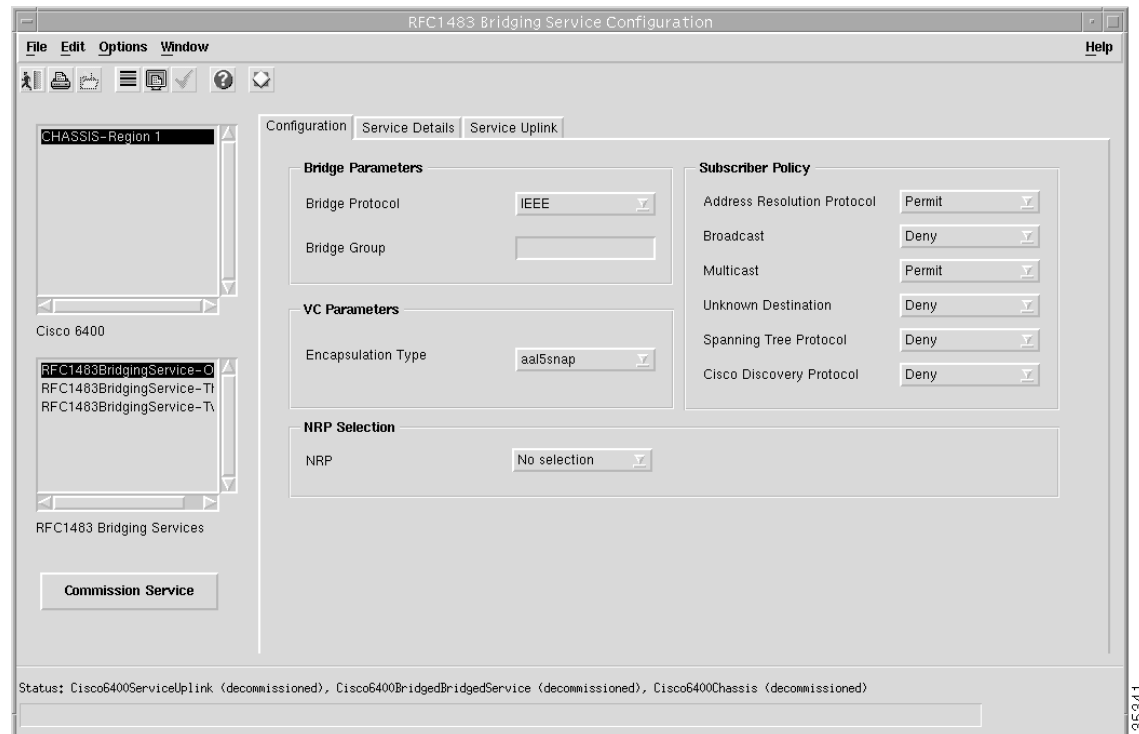 RFC1483 Bridging Service Configuration
File Edit Options Window Help
CHASSIS-Region 1
Cisco 6400
RFC1483BridgingService-O
RFC1483BridgingService-Th
RFC1483BridgingService-Tw
RFC1483 Bridging Services
Commission Service
Configuration Service Details Service Uplink
Bridge Parameters
Bridge Protocol IEEE
Bridge Group
VC Parameters
Encapsulation Type aal5snap
Subscriber Policy
Address Resolution Protocol Permit
Broadcast Deny
Multicast Permit
Unknown Destination Deny
Spanning Tree Protocol Deny
Cisco Discovery Protocol Deny
NRP Selection
NRP No selection
Status: Cisco6400ServiceUplink (decommissioned), Cisco6400BridgedBridgedService (decommissioned), Cisco6400Chassis (decommissioned)
35341